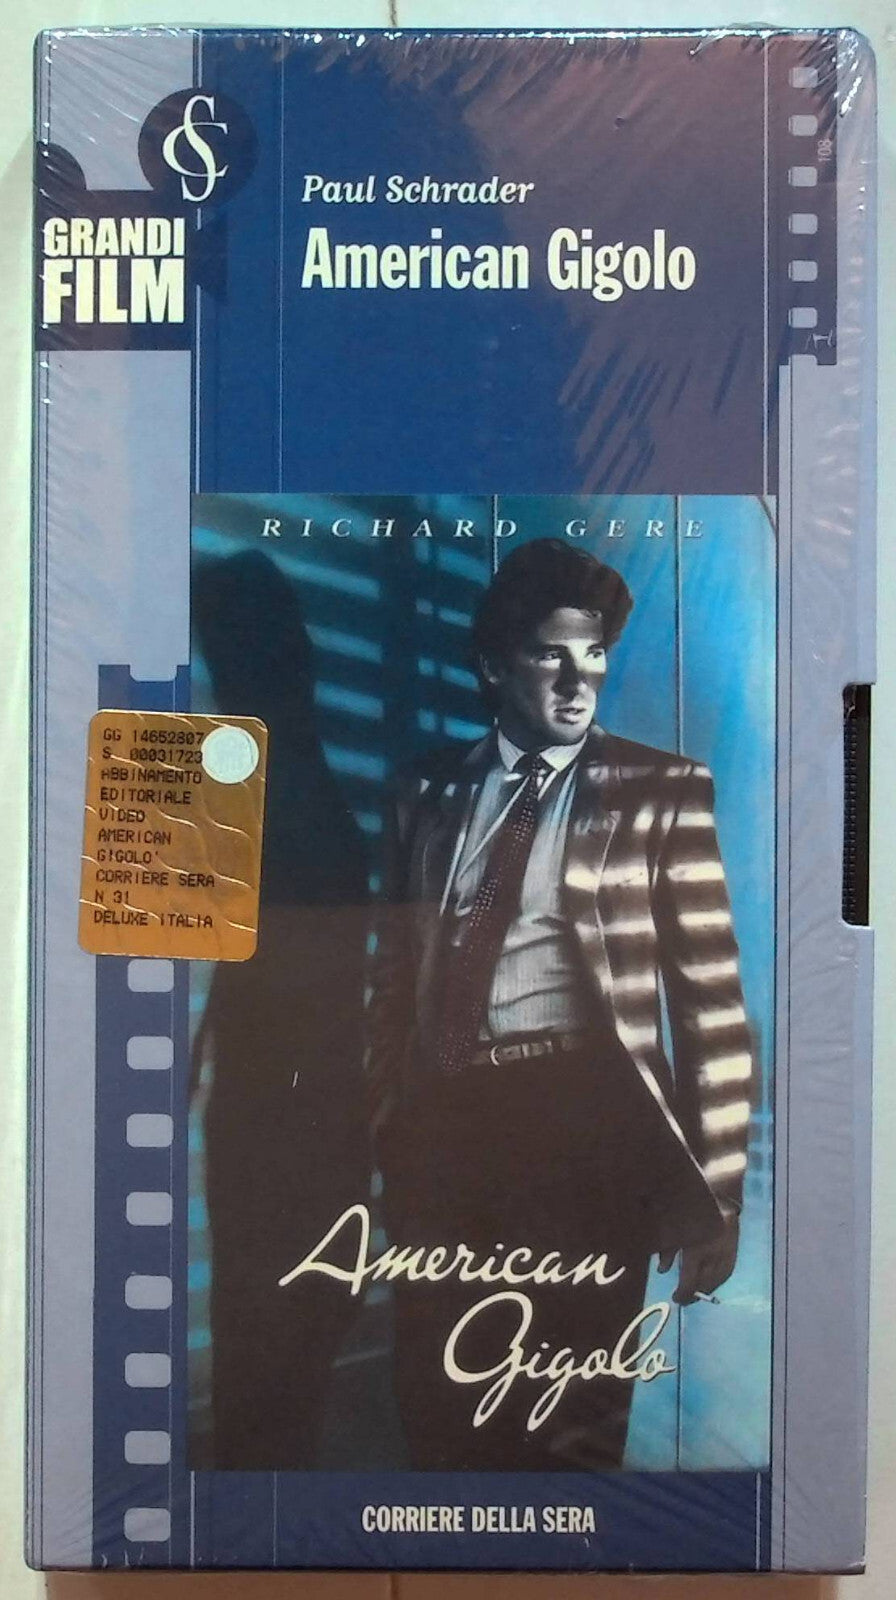 CS
GRANDI
FILM
Paul Schrader
American Gigolo
108
RICHARD GERE
GG 14652807
S 00031723
ABBINAMENTO
EDITORIALE
VIDEO
AMERICAN
GIGOLO'
CORRIERE SERA
N 31
DELUXE ITALIA
American
Gigolo
CORRIERE DELLA SERA